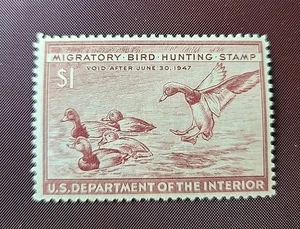 MIGRATORY·BIRD·HUNTING·STAMP
VOID AFTER JUNE 30, 1947
$1
U.S. DEPARTMENT OF THE INTERIOR